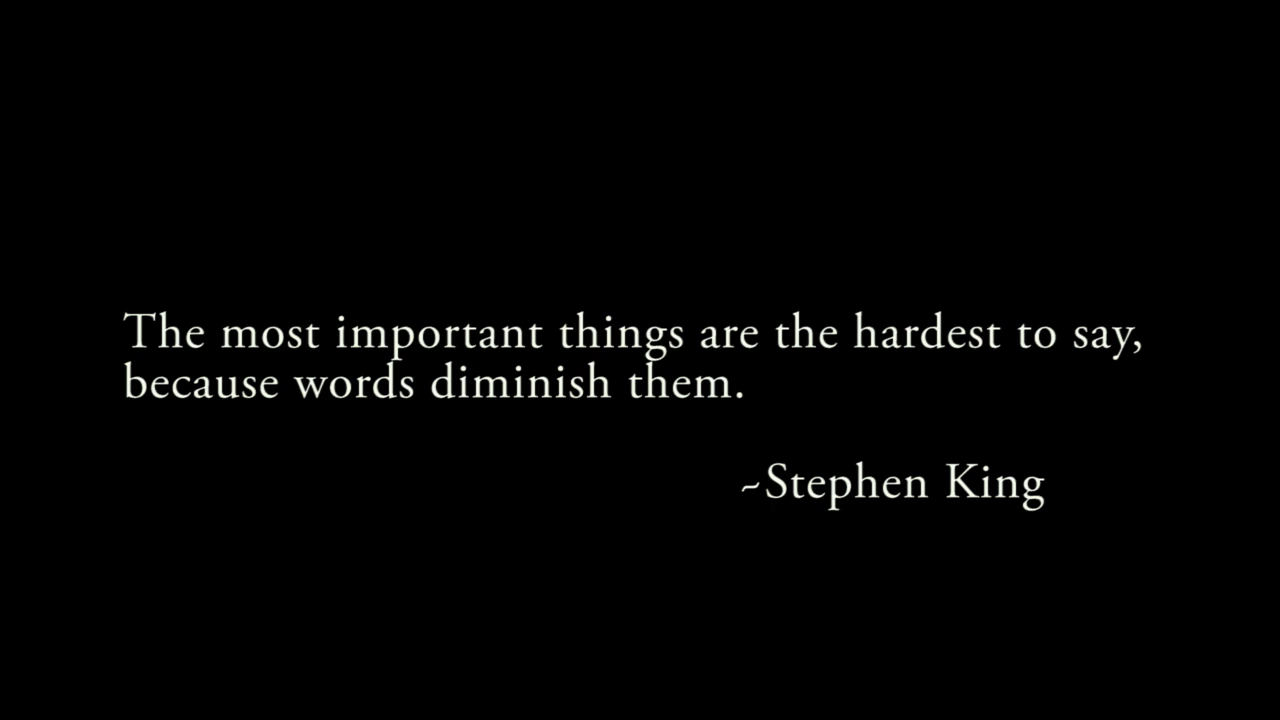 The most important things are the hardest to say,
because words diminish them.
~Stephen King